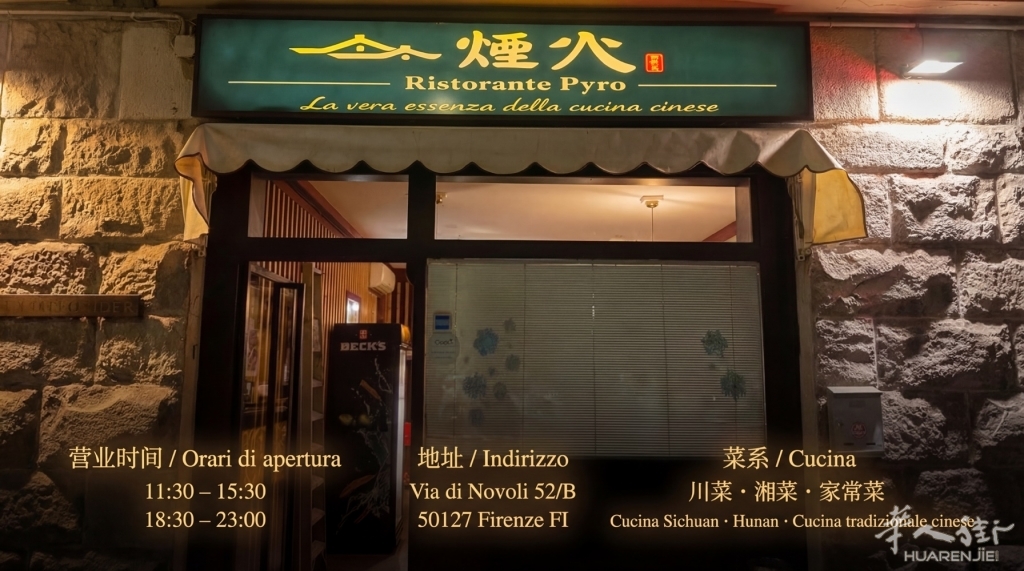 煙火
Ristorante Pyro
La vera essenza della cucina cinese
BECK'S
营业时间 / Orari di apertura
11:30 – 15:30
18:30 – 23:00
地址 / Indirizzo
Via di Novoli 52/B
50127 Firenze FI
菜系 / Cucina
川菜 · 湘菜 · 家常菜
Cucina Sichuan · Hunan · Cucina tradizionale cinese
华人街
HUARENJIE